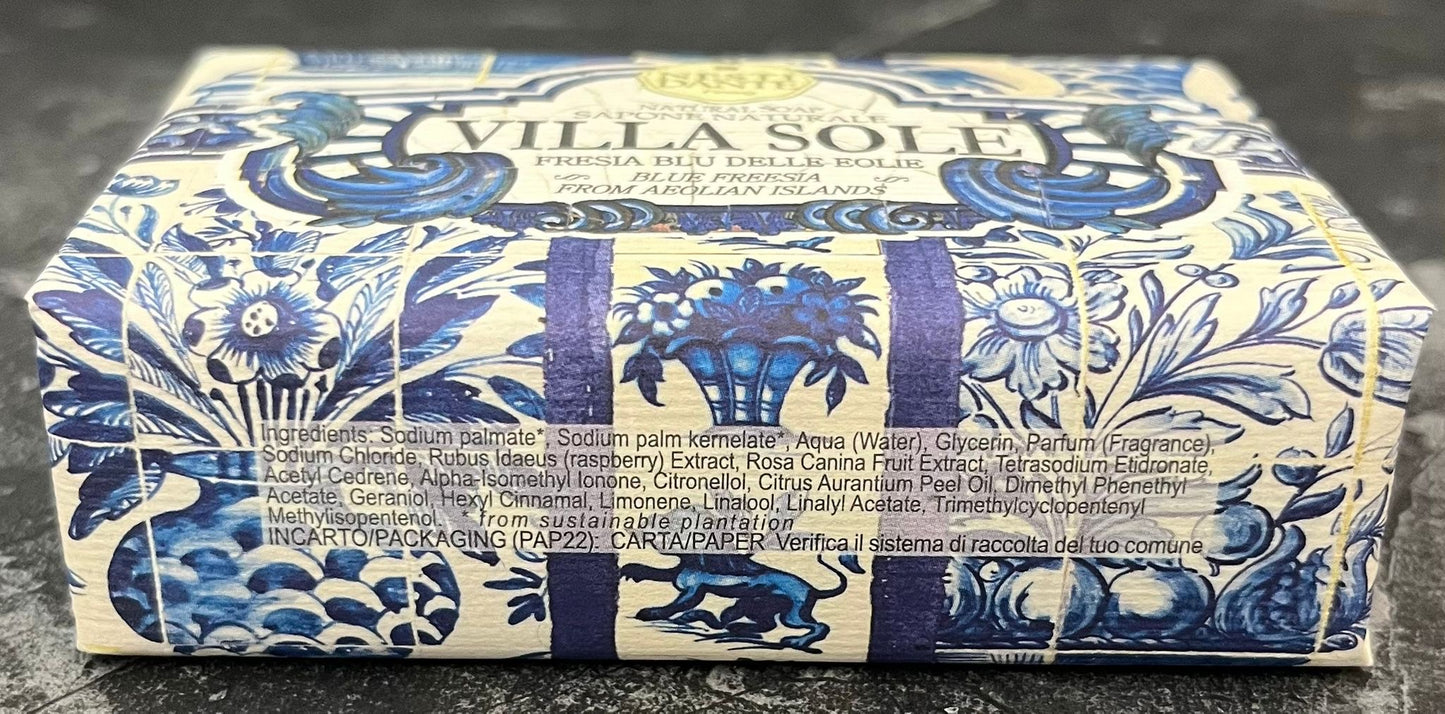 NESTI
DANTE
NATURAL SOAP
SAPONE NATURALE
VILLA SOLE
FRESIA BLU DELLE EOLIE
BLUE FREESIA
FROM AEOLIAN ISLANDS
Ingredients: Sodium palmate*, Sodium palm kernelate*, Aqua (Water), Glycerin, Parfum (Fragrance),
Sodium Chloride, Rubus Idaeus (raspberry) Extract, Rosa Canina Fruit Extract, Tetrasodium Etidronate,
Acetyl Cedrene, Alpha-Isomethyl Ionone, Citronellol, Citrus Aurantium Peel Oil, Dimethyl Phenethyl
Acetate, Geraniol, Hexyl Cinnamal, Limonene, Linalool, Linalyl Acetate, Trimethylcyclopentenyl
Methylisopentenol. * from sustainable plantation
INCARTO/PACKAGING (PAP22): CARTA/PAPER Verifica il sistema di raccolta del tuo comune